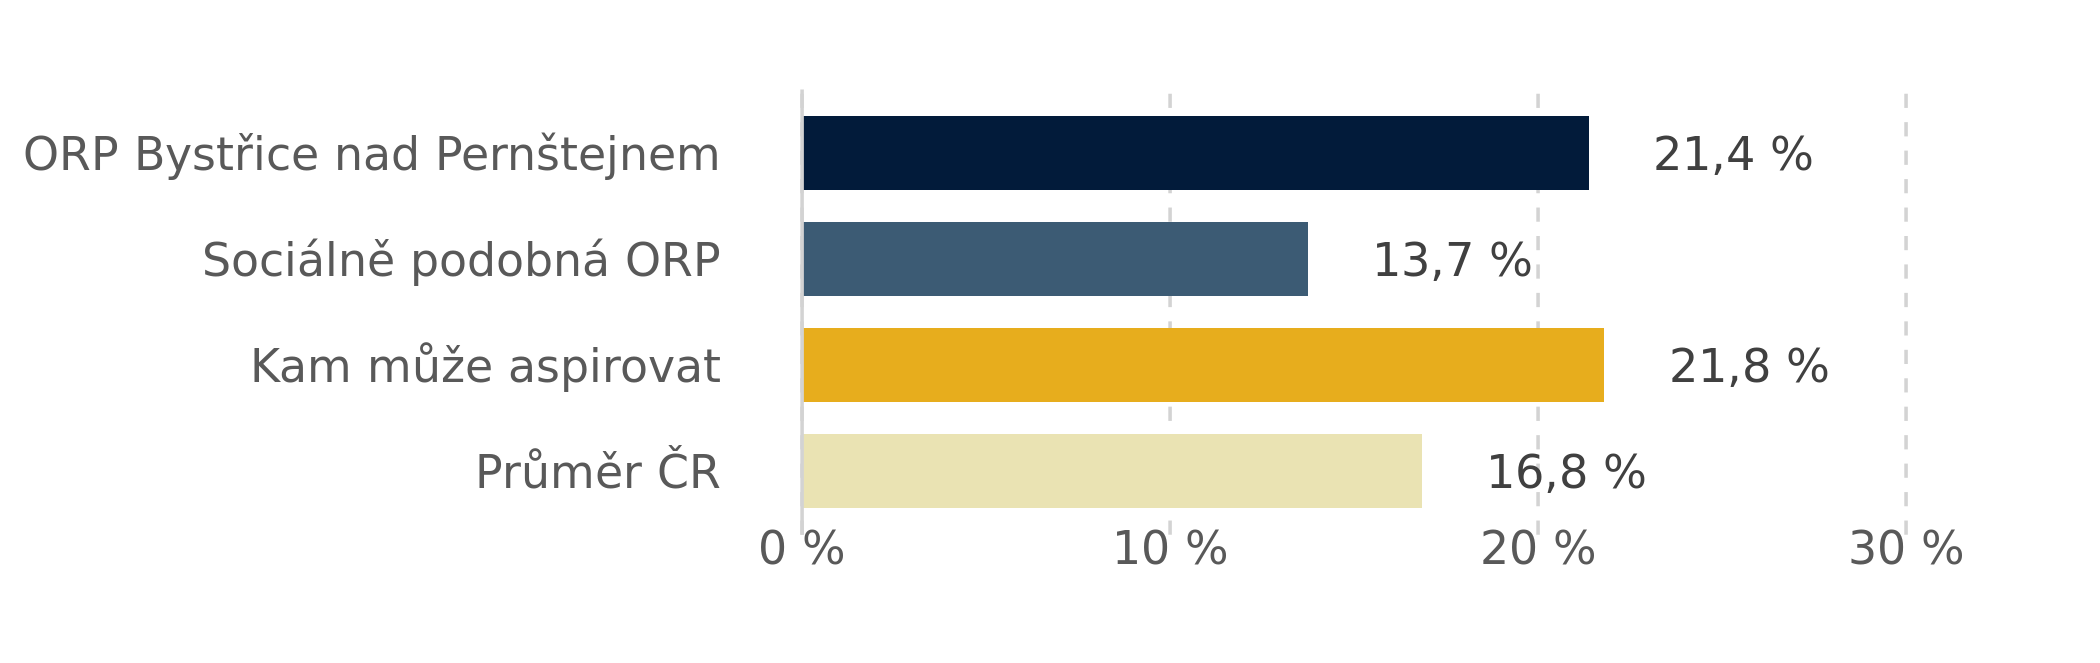 ORP Bystřice nad Pernštejnem 21,4 %
Sociálně podobná ORP 13,7 %
Kam může aspirovat 21,8 %
Průměr ČR 16,8 %
0 % 10 % 20 % 30 %